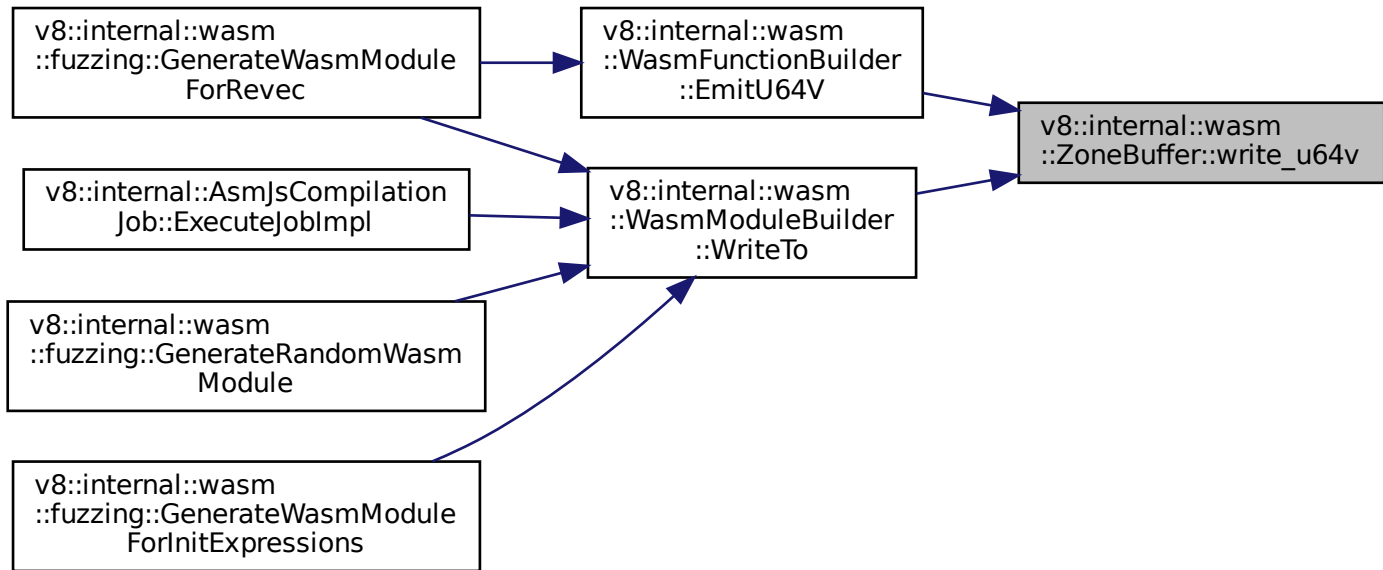 v8::internal::wasm
::fuzzing::GenerateWasmModule
ForRevec
v8::internal::wasm
::WasmFunctionBuilder
::EmitU64V
v8::internal::wasm
::ZoneBuffer::write_u64v
v8::internal::AsmJsCompilation
Job::ExecuteJobImpl
v8::internal::wasm
::WasmModuleBuilder
::WriteTo
v8::internal::wasm
::fuzzing::GenerateRandomWasm
Module
v8::internal::wasm
::fuzzing::GenerateWasmModule
ForInitExpressions